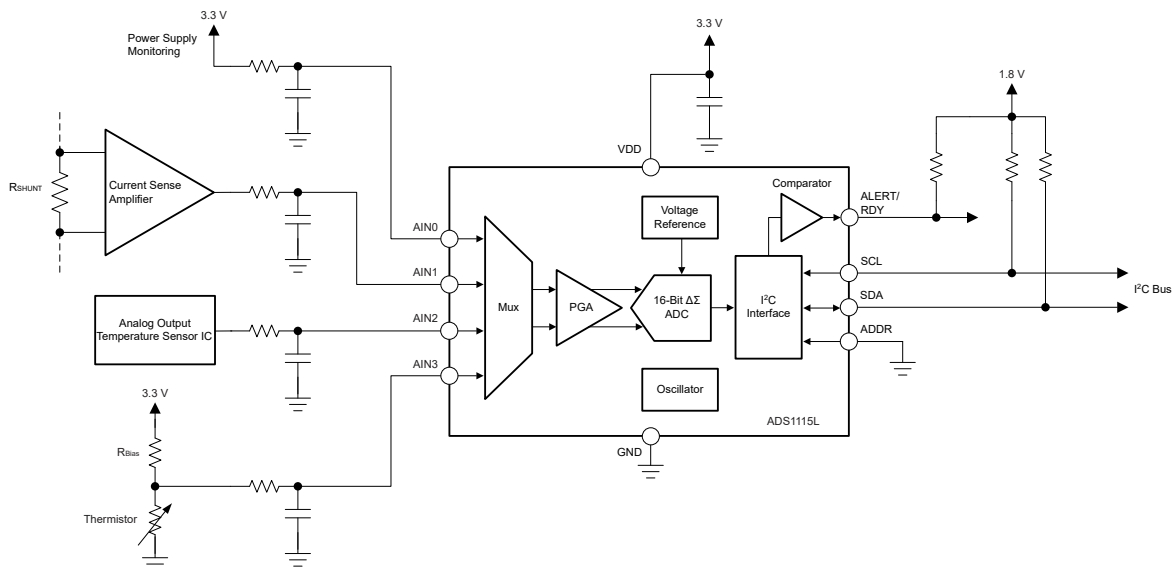 3.3 V
Power Supply
Monitoring
3.3 V
1.8 V
VDD
RSHUNT
Current Sense
Amplifier
Comparator
ALERT/
RDY
Voltage
Reference
AIN0
AIN1
SCL
Mux
PGA
16-Bit ΔΣ
ADC
I²C
Interface
I²C Bus
SDA
Analog Output
Temperature Sensor IC
AIN2
ADDR
AIN3
3.3 V
Oscillator
ADS1115L
RBias
GND
Thermistor